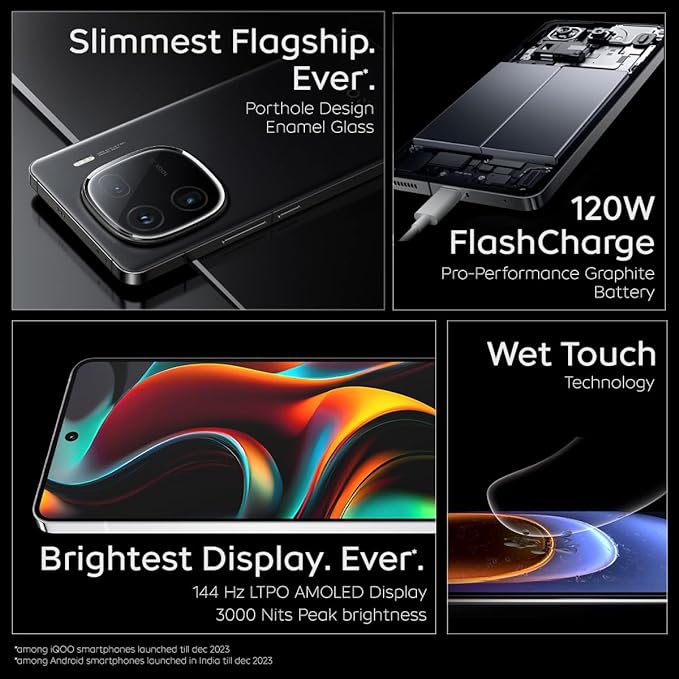 Slimmest Flagship.
Ever*.
Porthole Design
Enamel Glass
120W
FlashCharge
Pro-Performance Graphite
Battery
Wet Touch
Technology
Brightest Display. Ever*.
144 Hz LTPO AMOLED Display
3000 Nits Peak brightness
*among iQOO smartphones launched till dec 2023
*among Android smartphones launched in India till dec 2023